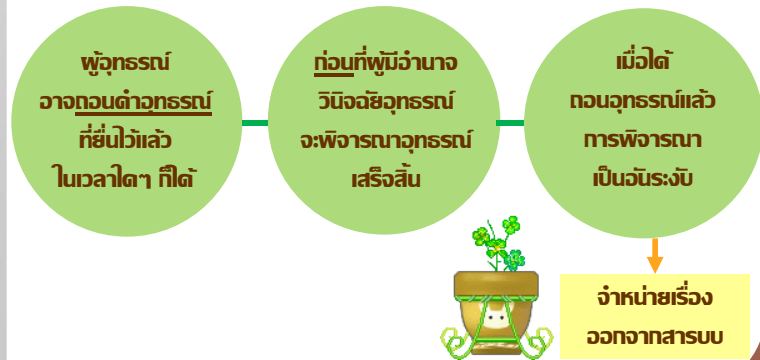 ผู้อุทธรณ์
อาจถอนคำอุทธรณ์
ที่ยื่นไว้แล้ว
ในเวลาใดๆ ก็ได้
ก่อนที่ผู้มีอำนาจ
วินิจฉัยอุทธรณ์
จะพิจารณาอุทธรณ์
เสร็จสิ้น
เมื่อได้
ถอนอุทธรณ์แล้ว
การพิจารณา
เป็นอันระงับ
จำหน่ายเรื่อง
ออกจากสารบบ